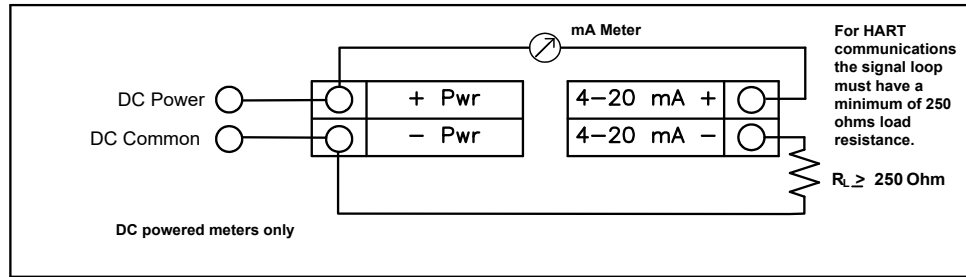 mA Meter
For HART
communications
the signal loop
must have a
minimum of 250
ohms load
resistance.
DC Power
+ Pwr
4-20 mA +
DC Common
- Pwr
4-20 mA -
RL ≥ 250 Ohm
DC powered meters only